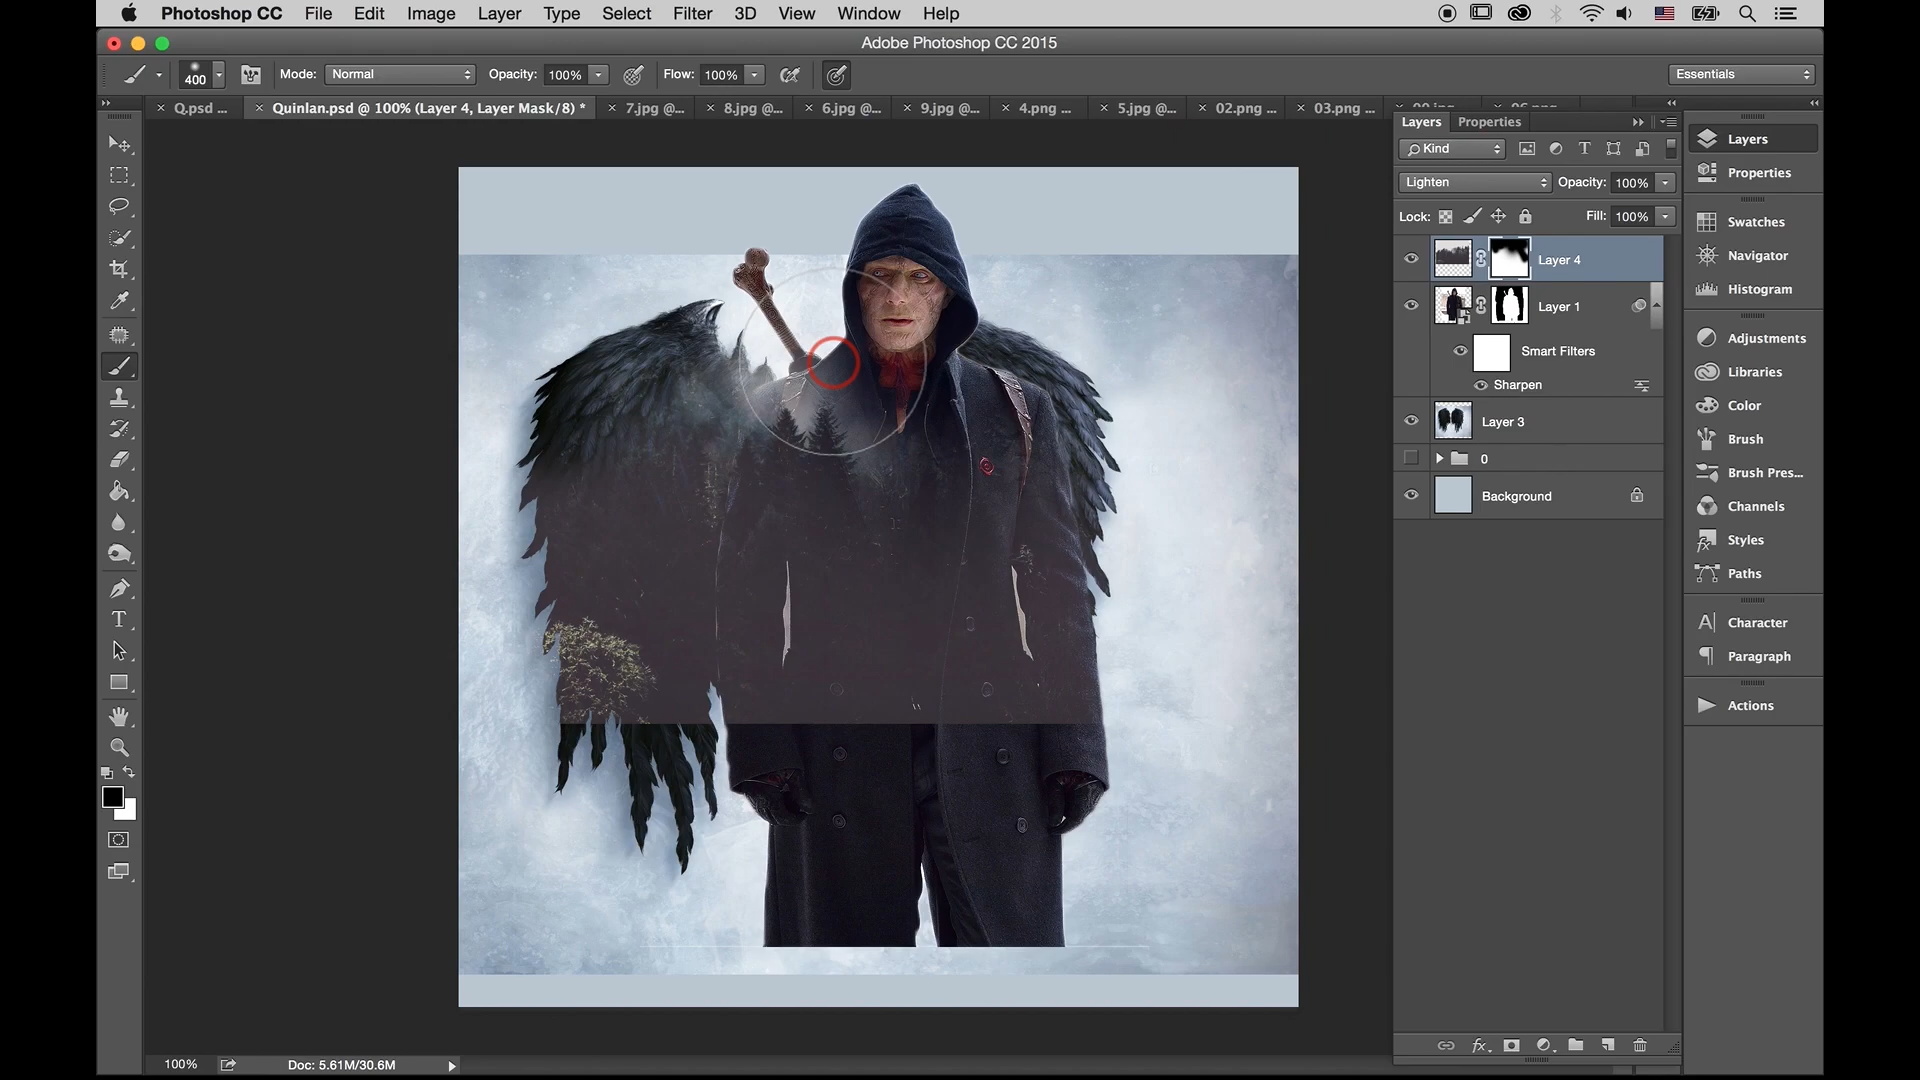 Photoshop CC File Edit Image Layer Type Select Filter 3D View Window Help
Adobe Photoshop CC 2015
400 Mode: Normal Opacity: 100% Flow: 100% Essentials
Q.psd ... Quinlan.psd @ 100% (Layer 4, Layer Mask/8) * 7.jpg @... 8.jpg @... 6.jpg @... 9.jpg @... 4.png ... 5.jpg @... 02.png ... 03.png ...
Layers Properties
Kind
Lighten Opacity: 100%
Lock: Fill: 100%
Layer 4
Layer 1
Smart Filters
Sharpen
Layer 3
0
Background
Layers
Properties
Swatches
Navigator
Histogram
Adjustments
Libraries
Color
Brush
Brush Pres...
Channels
Styles
Paths
Character
Paragraph
Actions
100% Doc: 5.61M/30.6M